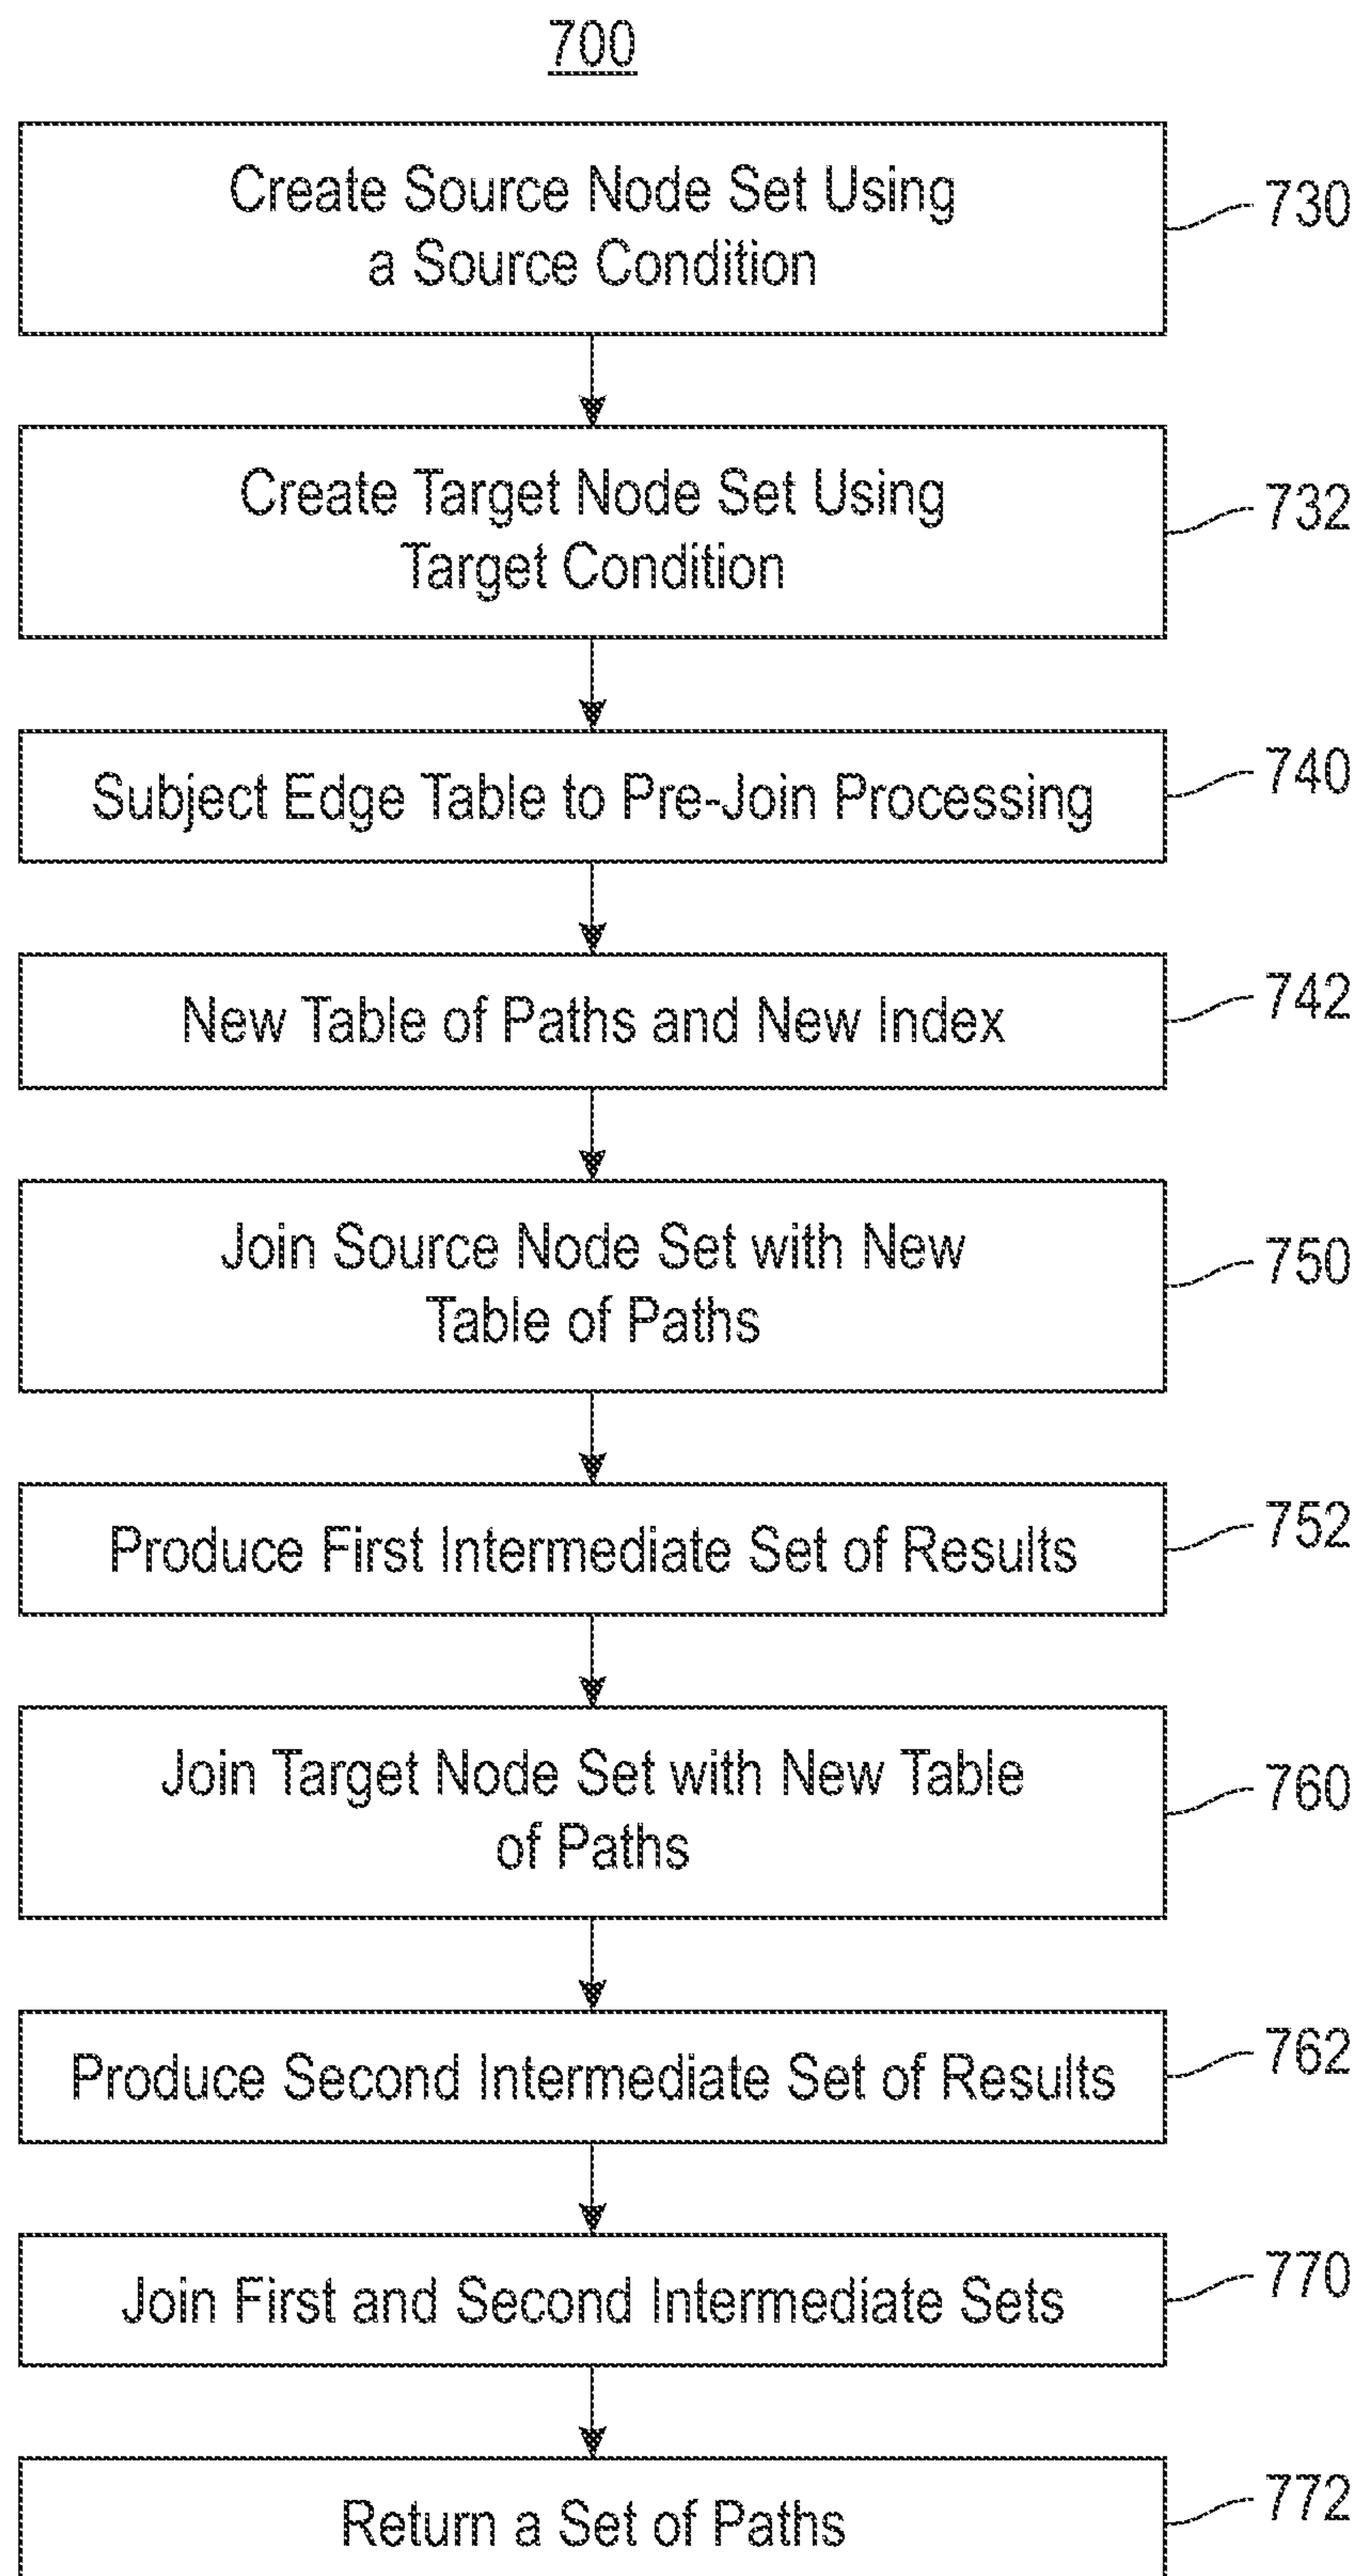 700
Create Source Node Set Using
a Source Condition
730
Create Target Node Set Using
Target Condition
732
Subject Edge Table to Pre-Join Processing
740
New Table of Paths and New Index
742
Join Source Node Set with New
Table of Paths
750
Produce First Intermediate Set of Results
752
Join Target Node Set with New Table
of Paths
760
Produce Second Intermediate Set of Results
762
Join First and Second Intermediate Sets
770
Return a Set of Paths
772